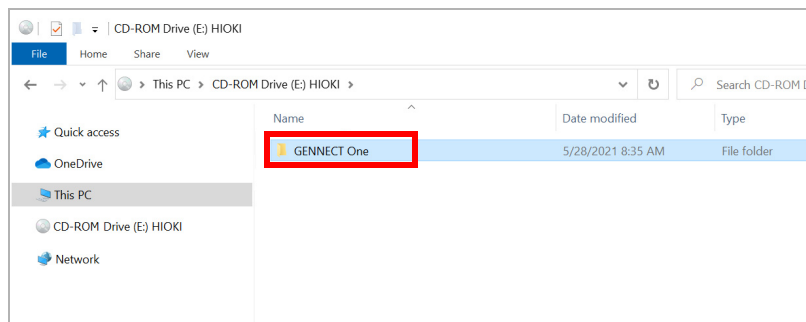 CD-ROM Drive (E:) HIOKI
File Home Share View
This PC CD-ROM Drive (E:) HIOKI Search CD-ROM
Name Date modified Type
Quick access
GENNECT One 5/28/2021 8:35 AM File folder
OneDrive
This PC
CD-ROM Drive (E:) HIOKI
Network